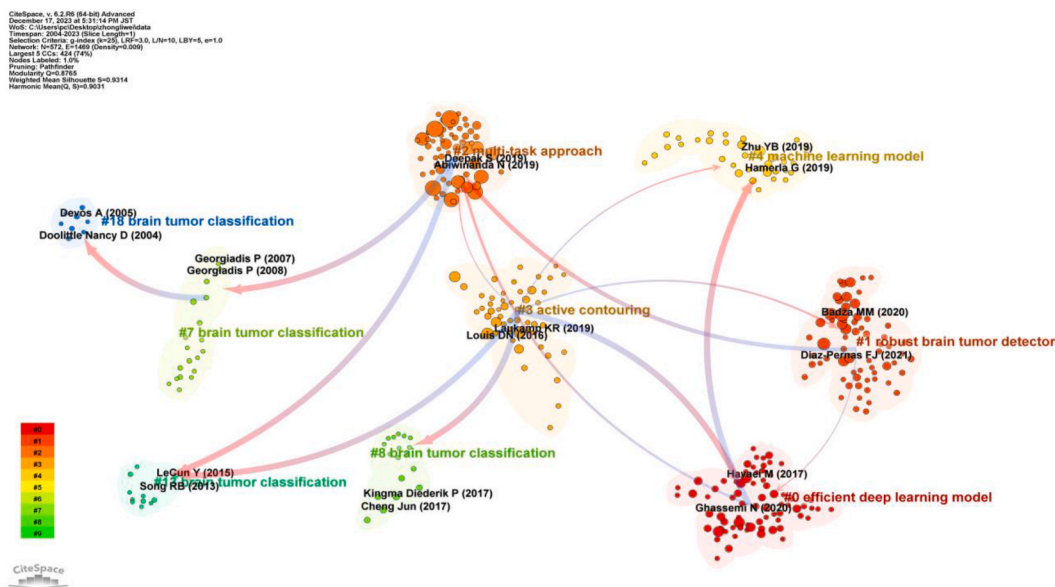 CiteSpace, v. 6.2.R6 (64-bit) Advanced
December 17, 2023 at 5:31:14 PM JST
WoS: C:\Users\pc\Desktop\zhongliwei\data
Timespan: 2004-2023 (Slice Length=1)
Selection Criteria: g-index (k=25), LRF=3.0, L/N=10, LBY=5, e=1.0
Network: N=572, E=1469 (Density=0.009)
Largest 5 CCs: 424 (74%)
Nodes Labeled: 1.0%
Pruning: Pathfinder
Modularity Q=0.8765
Weighted Mean Silhouette S=0.9314
Harmonic Mean(Q, S)=0.9031
#2 multi-task approach
Deepak S (2019)
Abiwinanda N (2019)
Zhu YB (2019)
#4 machine learning model
Hamerla G (2019)
Devos A (2005)
#18 brain tumor classification
Doolittle Nancy D (2004)
Georgiadis P (2007)
Georgiadis P (2008)
#3 active contouring
Laukamp KR (2019)
Louis DN (2016)
Badza MM (2020)
#1 robust brain tumor detector
Diaz-Pernas FJ (2021)
#7 brain tumor classification
#8 brain tumor classification
LeCun Y (2015)
brain tumor classification
Song RB (2013)
Kingma Diederik P (2017)
Cheng Jun (2017)
Havaei M (2017)
#0 efficient deep learning model
Ghassemi N (2020)
#0
#1
#2
#3
#4
#5
#6
#7
#8
#9
CiteSpace